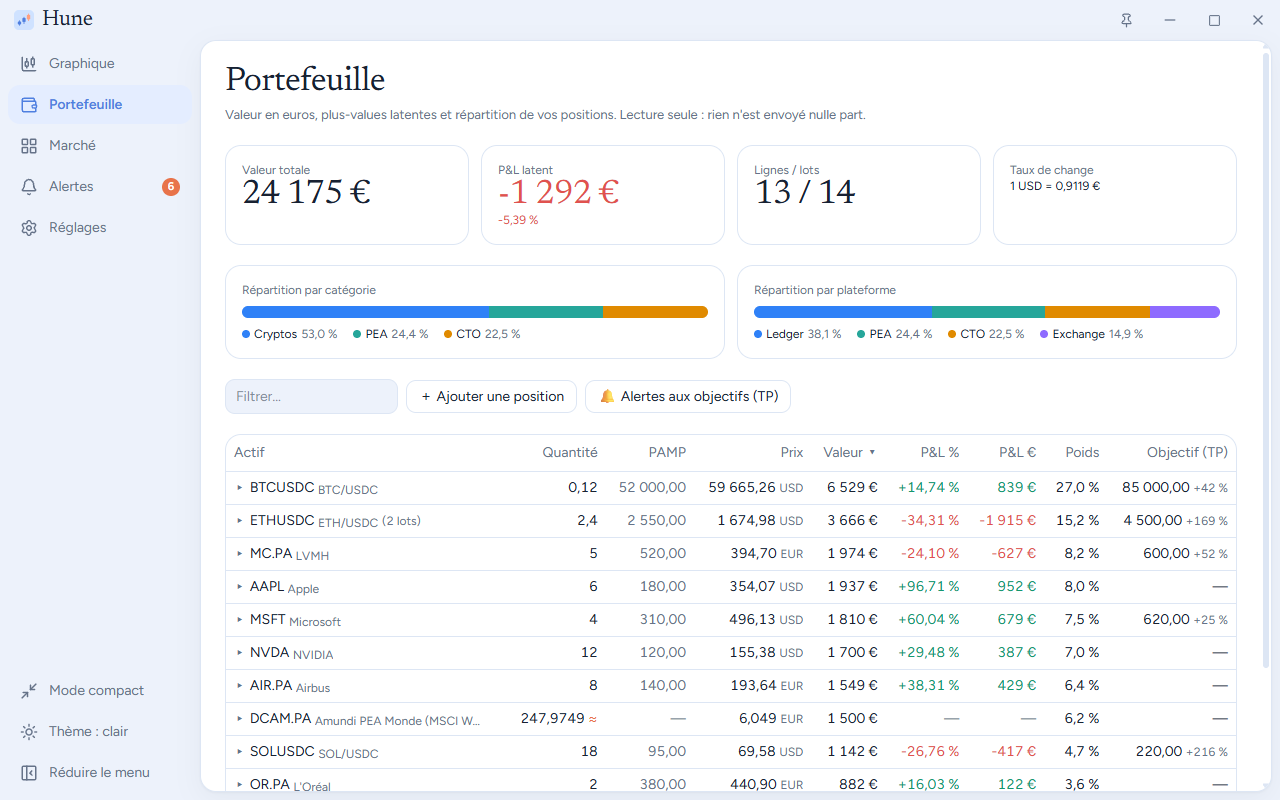 Hune
Graphique
Portefeuille
Marché
Alertes 6
Réglages
Mode compact
Thème : clair
Réduire le menu
Portefeuille
Valeur en euros, plus-values latentes et répartition de vos positions. Lecture seule : rien n'est envoyé nulle part.
Valeur totale
24 175 €
P&L latent
-1 292 €
-5,39 %
Lignes / lots
13 / 14
Taux de change
1 USD = 0,9119 €
Répartition par catégorie
Cryptos 53,0 % PEA 24,4 % CTO 22,5 %
Répartition par plateforme
Ledger 38,1 % PEA 24,4 % CTO 22,5 % Exchange 14,9 %
Filtrer... + Ajouter une position Alertes aux objectifs (TP)
Actif Quantité PAMP Prix Valeur ▼ P&L % P&L € Poids Objectif (TP)
▸ BTCUSDC BTC/USDC 0,12 52 000,00 59 665,26 USD 6 529 € +14,74 % 839 € 27,0 % 85 000,00 +42 %
▸ ETHUSDC ETH/USDC (2 lots) 2,4 2 550,00 1 674,98 USD 3 666 € -34,31 % -1 915 € 15,2 % 4 500,00 +169 %
▸ MC.PA LVMH 5 520,00 394,70 EUR 1 974 € -24,10 % -627 € 8,2 % 600,00 +52 %
▸ AAPL Apple 6 180,00 354,07 USD 1 937 € +96,71 % 952 € 8,0 % —
▸ MSFT Microsoft 4 310,00 496,13 USD 1 810 € +60,04 % 679 € 7,5 % 620,00 +25 %
▸ NVDA NVIDIA 12 120,00 155,38 USD 1 700 € +29,48 % 387 € 7,0 % —
▸ AIR.PA Airbus 8 140,00 193,64 EUR 1 549 € +38,31 % 429 € 6,4 % —
▸ DCAM.PA Amundi PEA Monde (MSCI W... 247,9749 ≈ — 6,049 EUR 1 500 € — — 6,2 % —
▸ SOLUSDC SOL/USDC 18 95,00 69,58 USD 1 142 € -26,76 % -417 € 4,7 % 220,00 +216 %
▸ OR.PA L'Oréal 2 380,00 440,90 EUR 882 € +16,03 % 122 € 3,6 % —